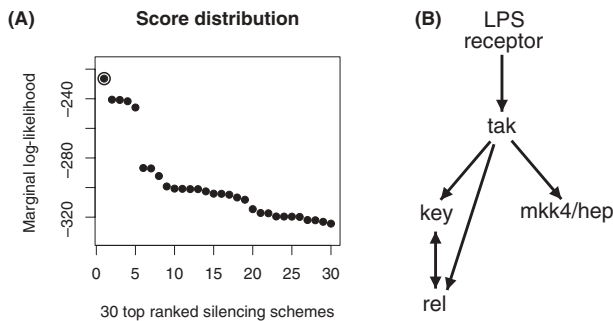 (A)
Score distribution
Marginal log-likelihood
−240
−280
−320
0 5 10 15 20 25 30
30 top ranked silencing schemes
(B)
LPS
receptor
tak
key
mkk4/hep
rel